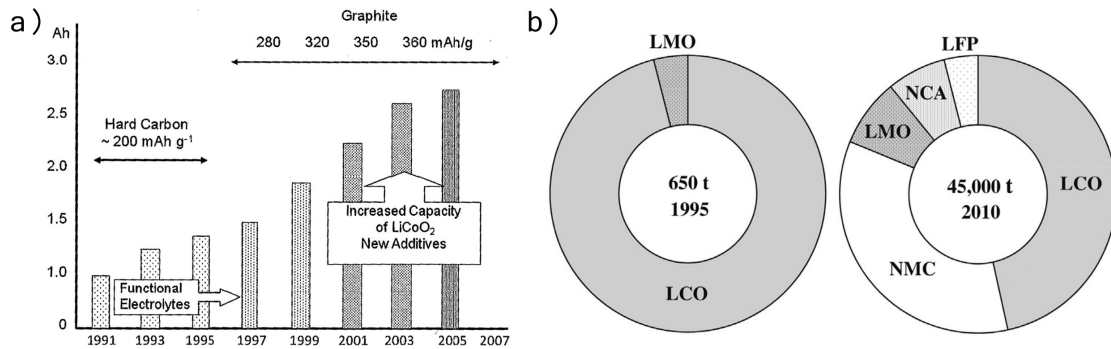 a)
Ah
3.0
2.5
2.0
1.5
1.0
0
Graphite
280 320 350 360 mAh/g
Hard Carbon
~ 200 mAh g⁻¹
Increased Capacity
of LiCoO₂
New Additives
Functional
Electrolytes
1991 1993 1995 1997 1999 2001 2003 2005 2007
b)
LMO
650 t
1995
LCO
LFP
NCA
LMO
LCO
45,000 t
2010
NMC